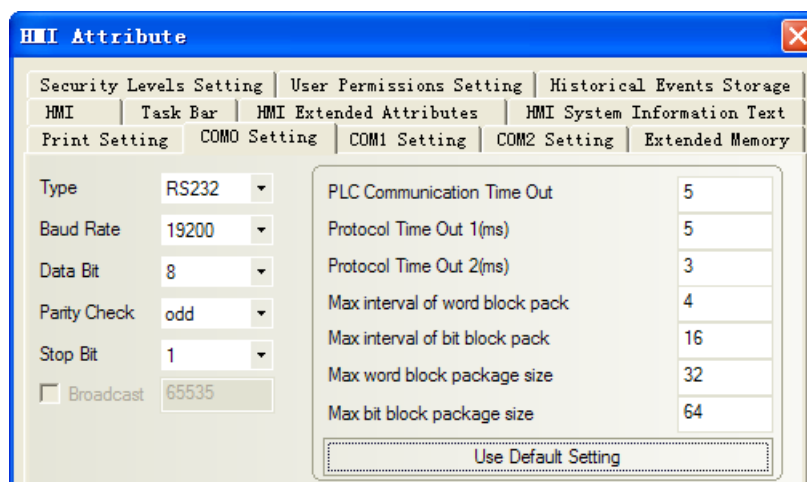 HMI Attribute
Security Levels Setting User Permissions Setting Historical Events Storage
HMI Task Bar HMI Extended Attributes HMI System Information Text
Print Setting COM0 Setting COM1 Setting COM2 Setting Extended Memory
Type RS232
Baud Rate 19200
Data Bit 8
Parity Check odd
Stop Bit 1
Broadcast 65535
PLC Communication Time Out 5
Protocol Time Out 1(ms) 5
Protocol Time Out 2(ms) 3
Max interval of word block pack 4
Max interval of bit block pack 16
Max word block package size 32
Max bit block package size 64
Use Default Setting